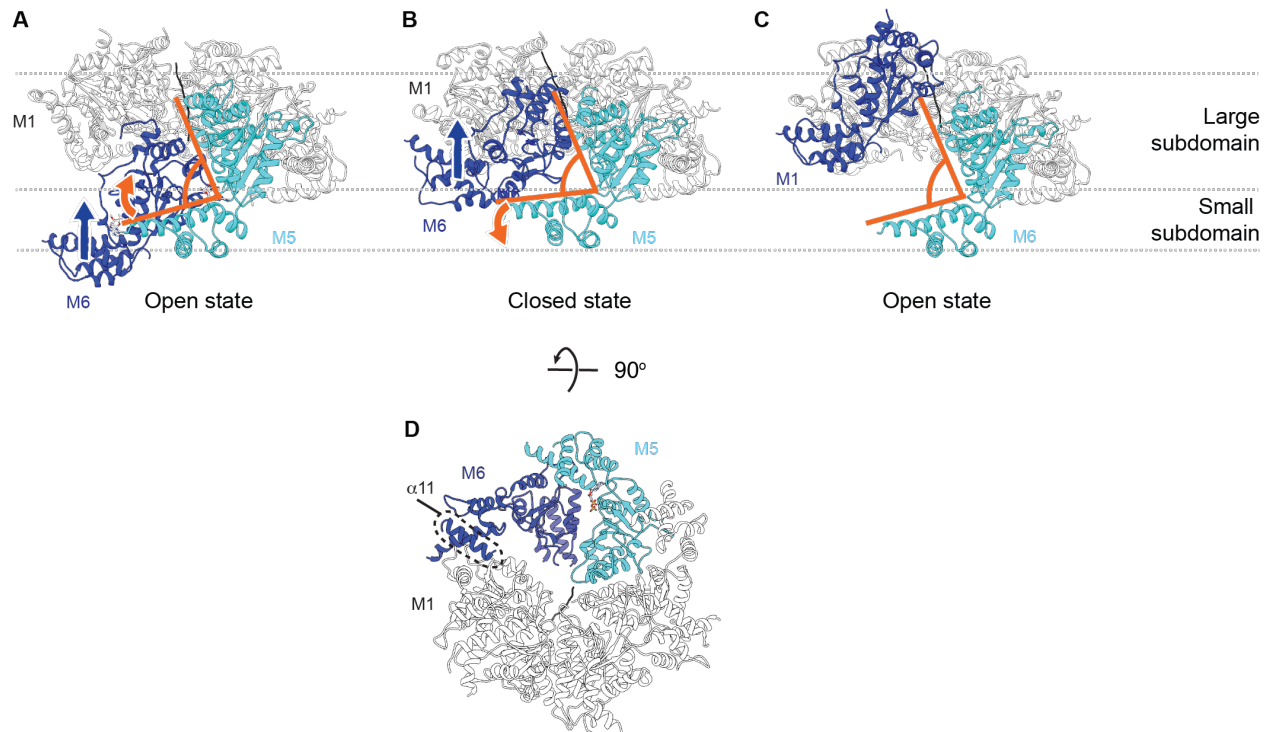 A
B
C
M1
M1
M1
M6
M5
M6
M5
M6
Large
subdomain
Small
subdomain
Open state
Closed state
Open state
90º
D
M5
M6
α11
M1